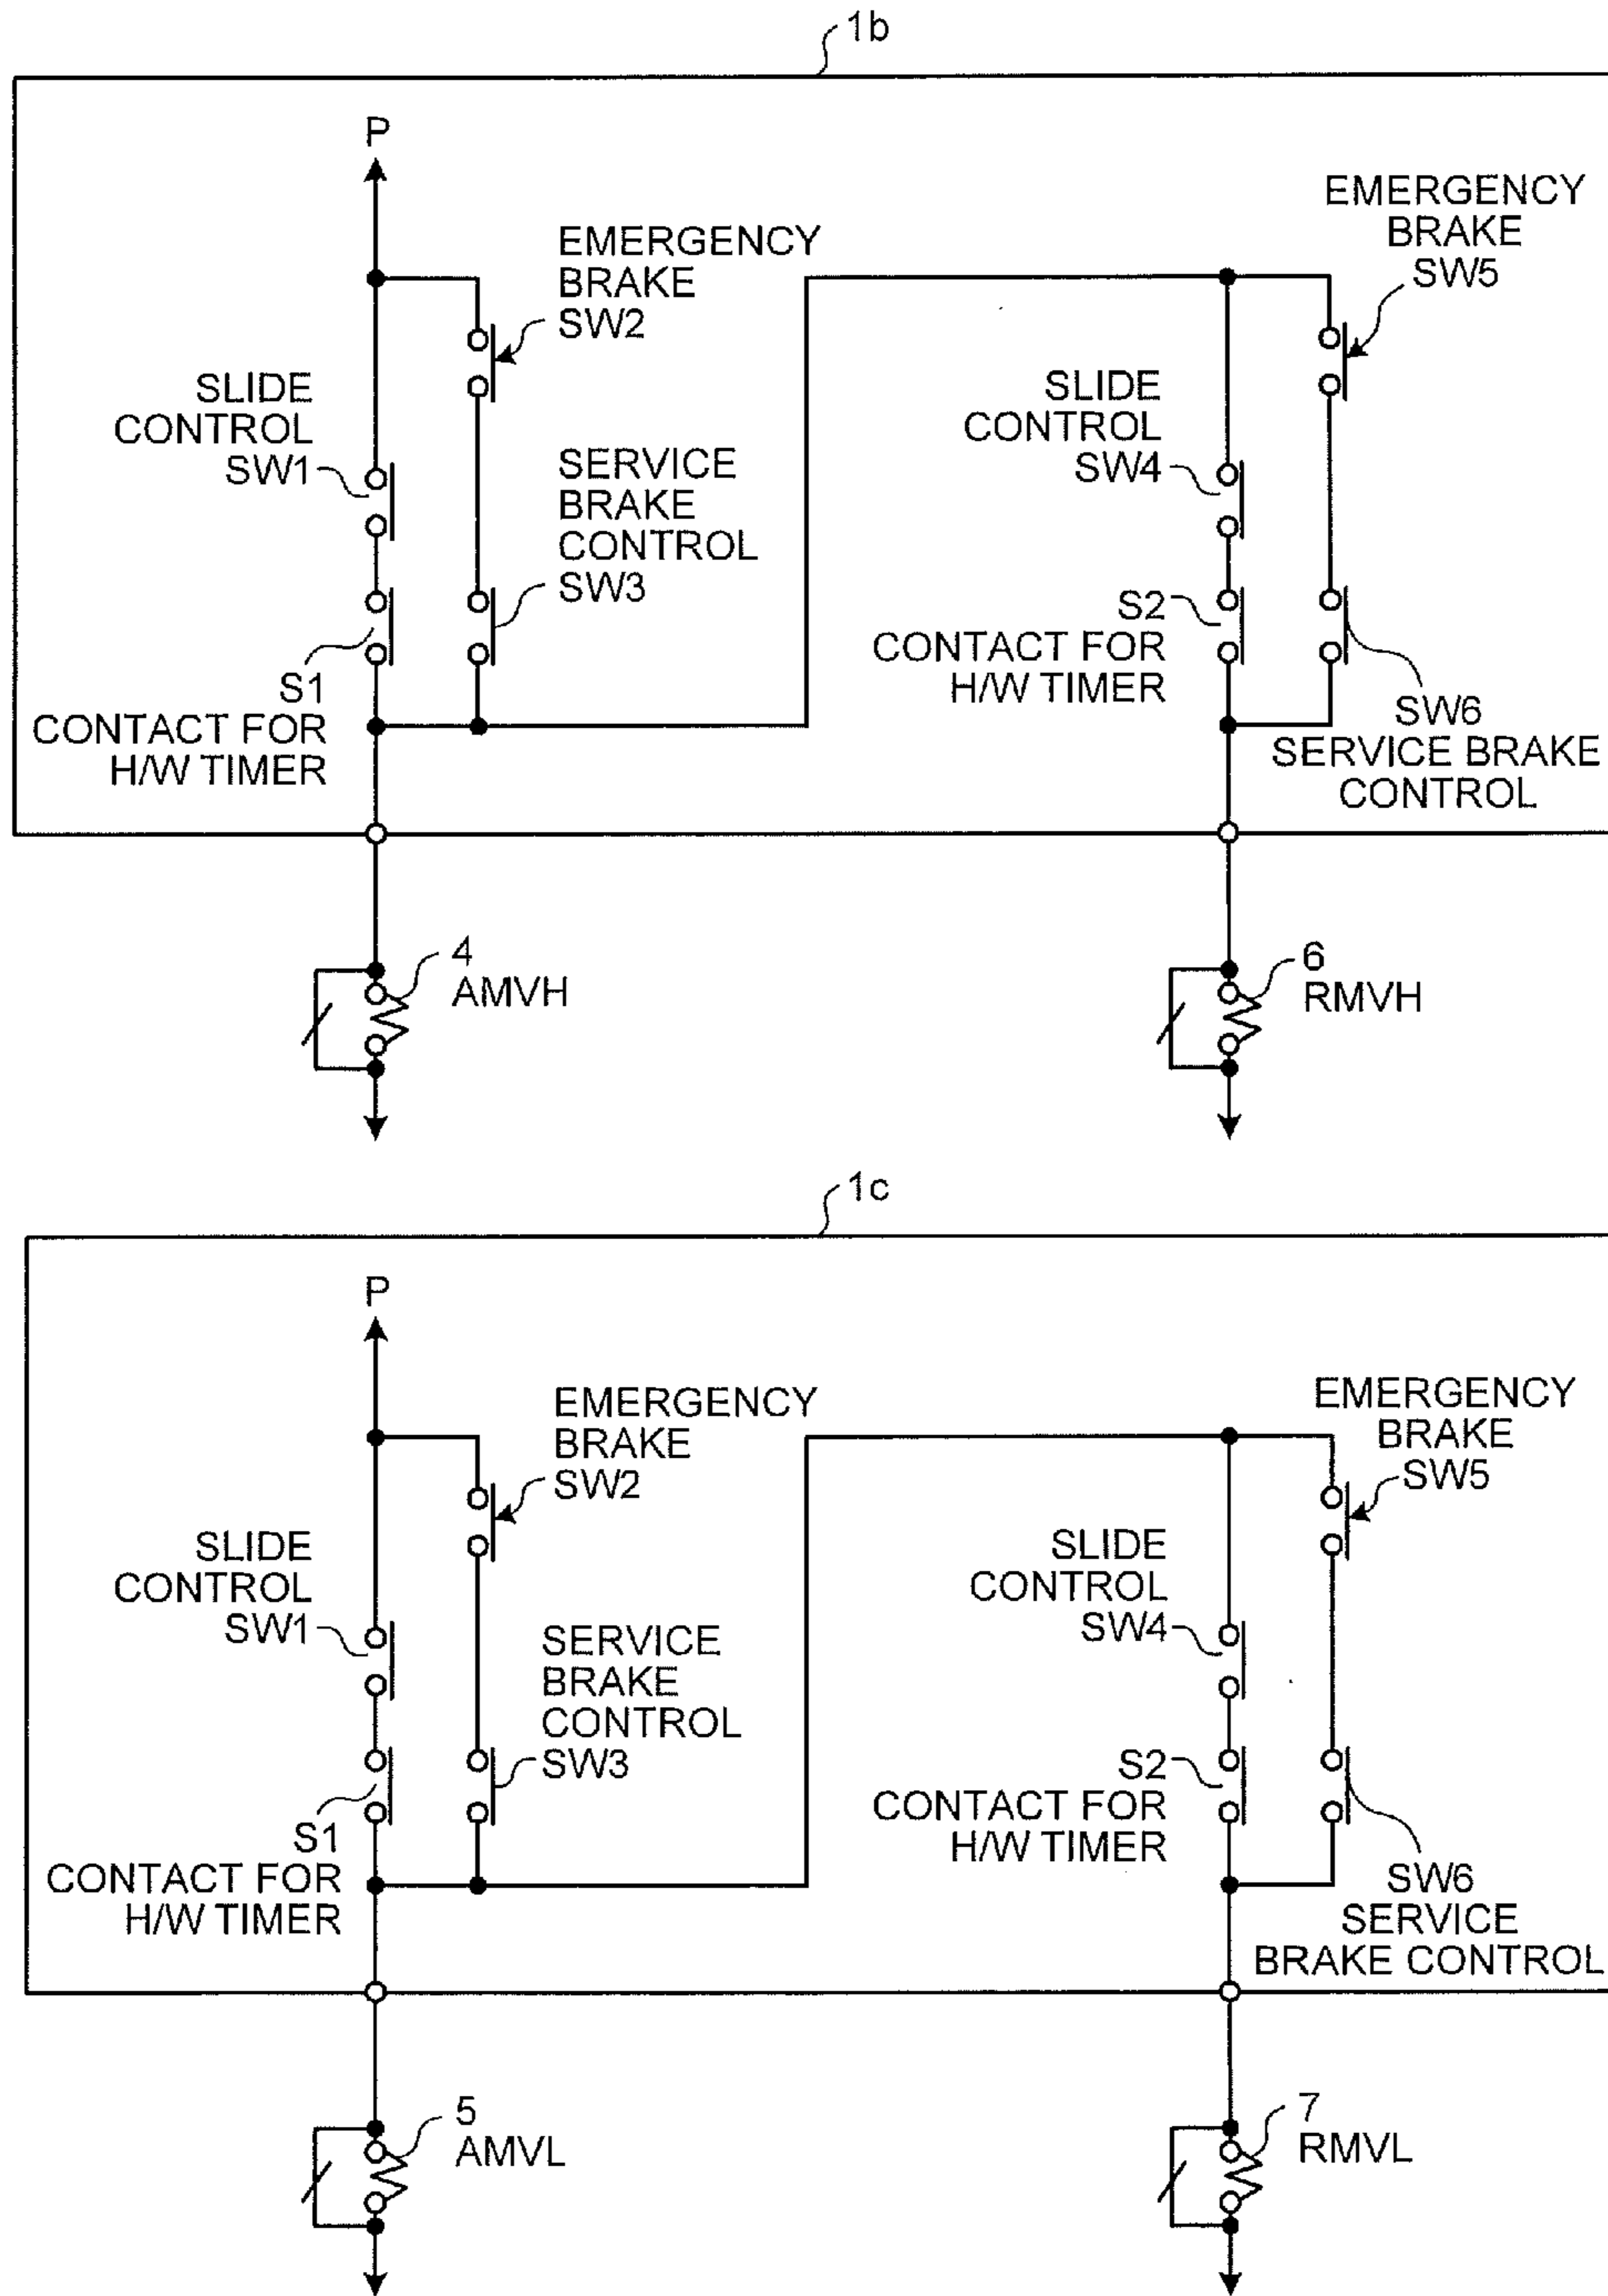 1b
P
EMERGENCY
BRAKE
SW2
SLIDE
CONTROL
SW1
SERVICE
BRAKE
CONTROL
SW3
S1
CONTACT FOR
H/W TIMER
EMERGENCY
BRAKE
SW5
SLIDE
CONTROL
SW4
S2
CONTACT FOR
H/W TIMER
SW6
SERVICE BRAKE
CONTROL
4
AMVH
6
RMVH
1c
P
EMERGENCY
BRAKE
SW2
SLIDE
CONTROL
SW1
SERVICE
BRAKE
CONTROL
SW3
S1
CONTACT FOR
H/W TIMER
EMERGENCY
BRAKE
SW5
SLIDE
CONTROL
SW4
S2
CONTACT FOR
H/W TIMER
SW6
SERVICE
BRAKE CONTROL
5
AMVL
7
RMVL